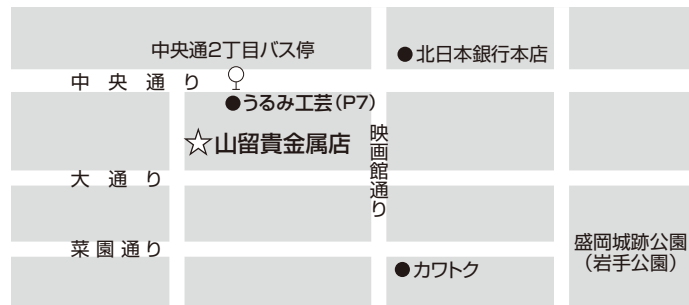 中央通2丁目バス停
●北日本銀行本店
中央通り
●うるみ工芸(P7)
☆山留貴金属店
映画館通り
大通り
菜園通り
盛岡城跡公園
(岩手公園)
●カワトク